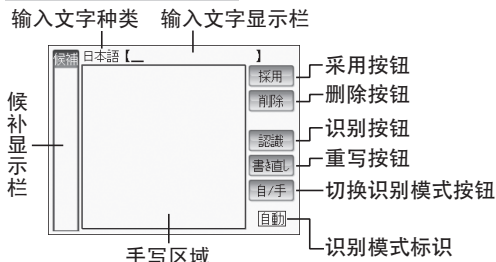 输入文字种类 输入文字显示栏
候補 日本語【_ 】
採用 采用按钮
削除 删除按钮
候补显示栏
認識 识别按钮
書き直し 重写按钮
自/手 切换识别模式按钮
自動 识别模式标识
手写区域